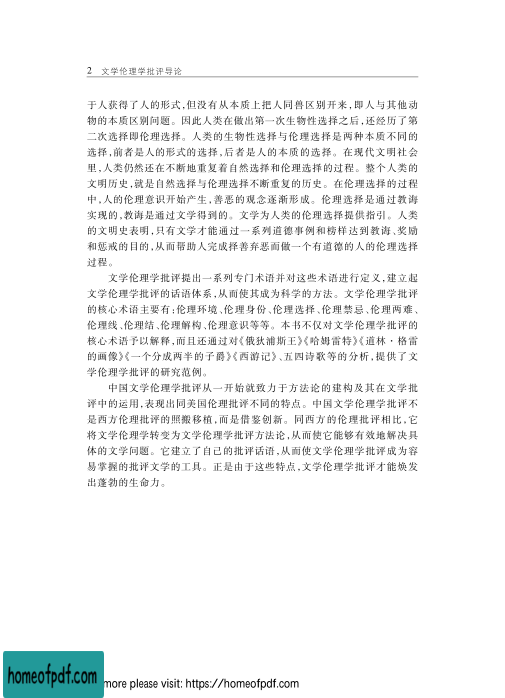 2 文学伦理学批评导论
于人获得了人的形式,但没有从本质上把人同兽区别开来,即人与其他动
物的本质区别问题。因此人类在做出第一次生物性选择之后,还经历了第
二次选择即伦理选择。人类的生物性选择与伦理选择是两种本质不同的
选择,前者是人的形式的选择,后者是人的本质的选择。在现代文明社会
里,人类仍然还在不断地重复着自然选择和伦理选择的过程。整个人类的
文明历史,就是自然选择与伦理选择不断重复的历史。在伦理选择的过程
中,人的伦理意识开始产生,善恶的观念逐渐形成。伦理选择是通过教诲
实现的,教诲是通过文学得到的。文学为人类的伦理选择提供指引。人类
的文明史表明,只有文学才能通过一系列道德事例和榜样达到教诲、奖励
和惩戒的目的,从而帮助人完成择善弃恶而做一个有道德的人的伦理选择
过程。
文学伦理学批评提出一系列专门术语并对这些术语进行定义,建立起
文学伦理学批评的话语体系,从而使其成为科学的方法。文学伦理学批评
的核心术语主要有:伦理环境、伦理身份、伦理选择、伦理禁忌、伦理两难、
伦理线、伦理结、伦理解构、伦理意识等等。本书不仅对文学伦理学批评的
核心术语予以解释,而且还通过对《俄狄浦斯王》《哈姆雷特》《道林·格雷
的画像》《一个分成两半的子爵》《西游记》、五四诗歌等的分析,提供了文
学伦理学批评的研究范例。
中国文学伦理学批评从一开始就致力于方法论的建构及其在文学批
评中的运用,表现出同美国伦理批评不同的特点。中国文学伦理学批评不
是西方伦理批评的照搬移植,而是借鉴创新。同西方的伦理批评相比,它
将文学伦理学转变为文学伦理学批评方法论,从而使它能够有效地解决具
体的文学问题。它建立了自己的批评话语,从而使文学伦理学批评成为容
易掌握的批评文学的工具。正是由于这些特点,文学伦理学批评才能焕发
出蓬勃的生命力。
homeofpdf.com
more please visit: https://homeofpdf.com